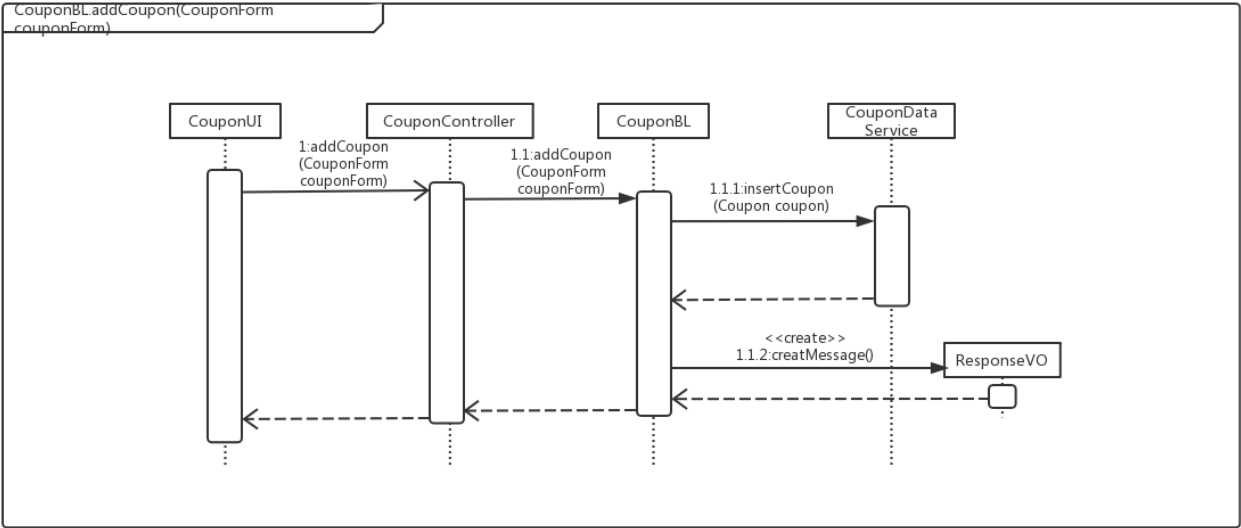 CouponBL.addCoupon(CouponForm
couponForm)
CouponUI
CouponController
CouponBL
CouponData
Service
1:addCoupon
(CouponForm
couponForm)
1.1:addCoupon
(CouponForm
couponForm)
1.1.1:insertCoupon
(Coupon coupon)
<<create>>
1.1.2:creatMessage()
ResponseVO